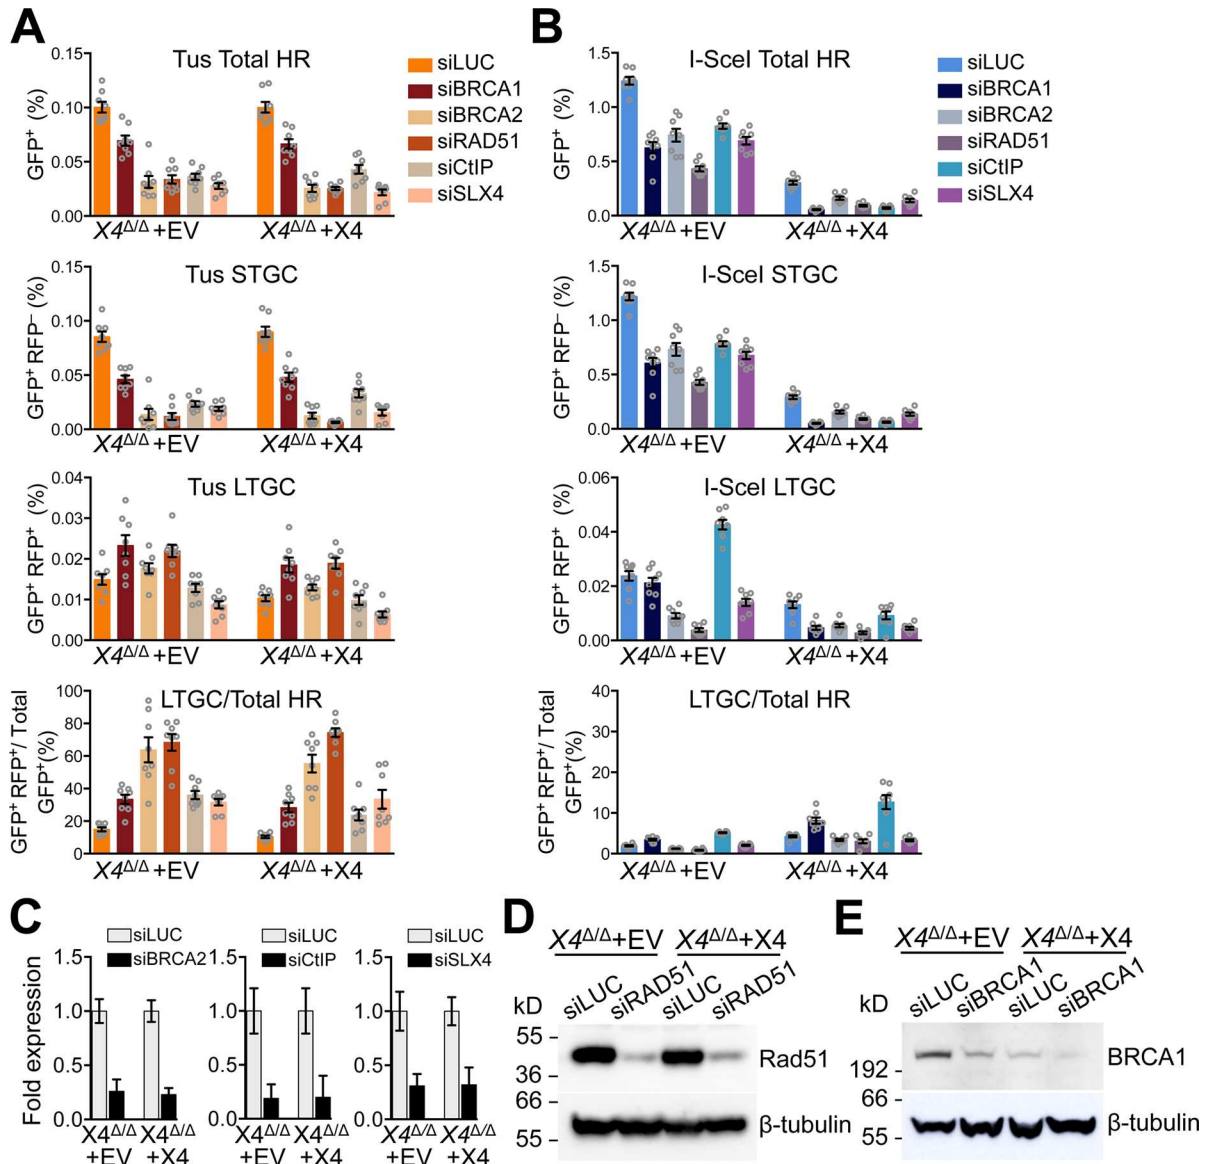 A
Tus Total HR
GFP⁺ (%)
0.15
0.10
0.05
0.00
X4Δ/Δ +EV
X4Δ/Δ +X4
siLUC
siBRCA1
siBRCA2
siRAD51
siCtIP
siSLX4
Tus STGC
GFP⁺ RFP⁻ (%)
0.15
0.10
0.05
0.00
X4Δ/Δ +EV
X4Δ/Δ +X4
Tus LTGC
GFP⁺ RFP⁺ (%)
0.04
0.03
0.02
0.01
0.00
X4Δ/Δ +EV
X4Δ/Δ +X4
LTGC/Total HR
GFP⁺ RFP⁺/ Total
GFP⁺(%)
100
80
60
40
20
0
X4Δ/Δ +EV
X4Δ/Δ +X4
B
I-SceI Total HR
GFP⁺ (%)
1.5
1.0
0.5
0.0
X4Δ/Δ +EV
X4Δ/Δ +X4
siLUC
siBRCA1
siBRCA2
siRAD51
siCtIP
siSLX4
I-SceI STGC
GFP⁺ RFP⁻ (%)
1.5
1.0
0.5
0.0
X4Δ/Δ +EV
X4Δ/Δ +X4
I-SceI LTGC
GFP⁺ RFP⁺ (%)
0.06
0.04
0.02
0.00
X4Δ/Δ +EV
X4Δ/Δ +X4
LTGC/Total HR
GFP⁺ RFP⁺/ Total
GFP⁺(%)
40
30
20
10
0
X4Δ/Δ +EV
X4Δ/Δ +X4
C
Fold expression
siLUC
siBRCA2
1.5
1.0
0.5
0.0
X4Δ/Δ X4Δ/Δ
+EV +X4
siLUC
siCtIP
1.5
1.0
0.5
0.0
X4Δ/Δ X4Δ/Δ
+EV +X4
siLUC
siSLX4
1.5
1.0
0.5
0.0
X4Δ/Δ X4Δ/Δ
+EV +X4
D
X4Δ/Δ+EV X4Δ/Δ+X4
siLUC siRAD51 siLUC siRAD51
kD
55
36
Rad51
66
55
β-tubulin
E
X4Δ/Δ+EV X4Δ/Δ+X4
siLUC siBRCA1 siLUC siBRCA1
kD
192
BRCA1
66
55
β-tubulin